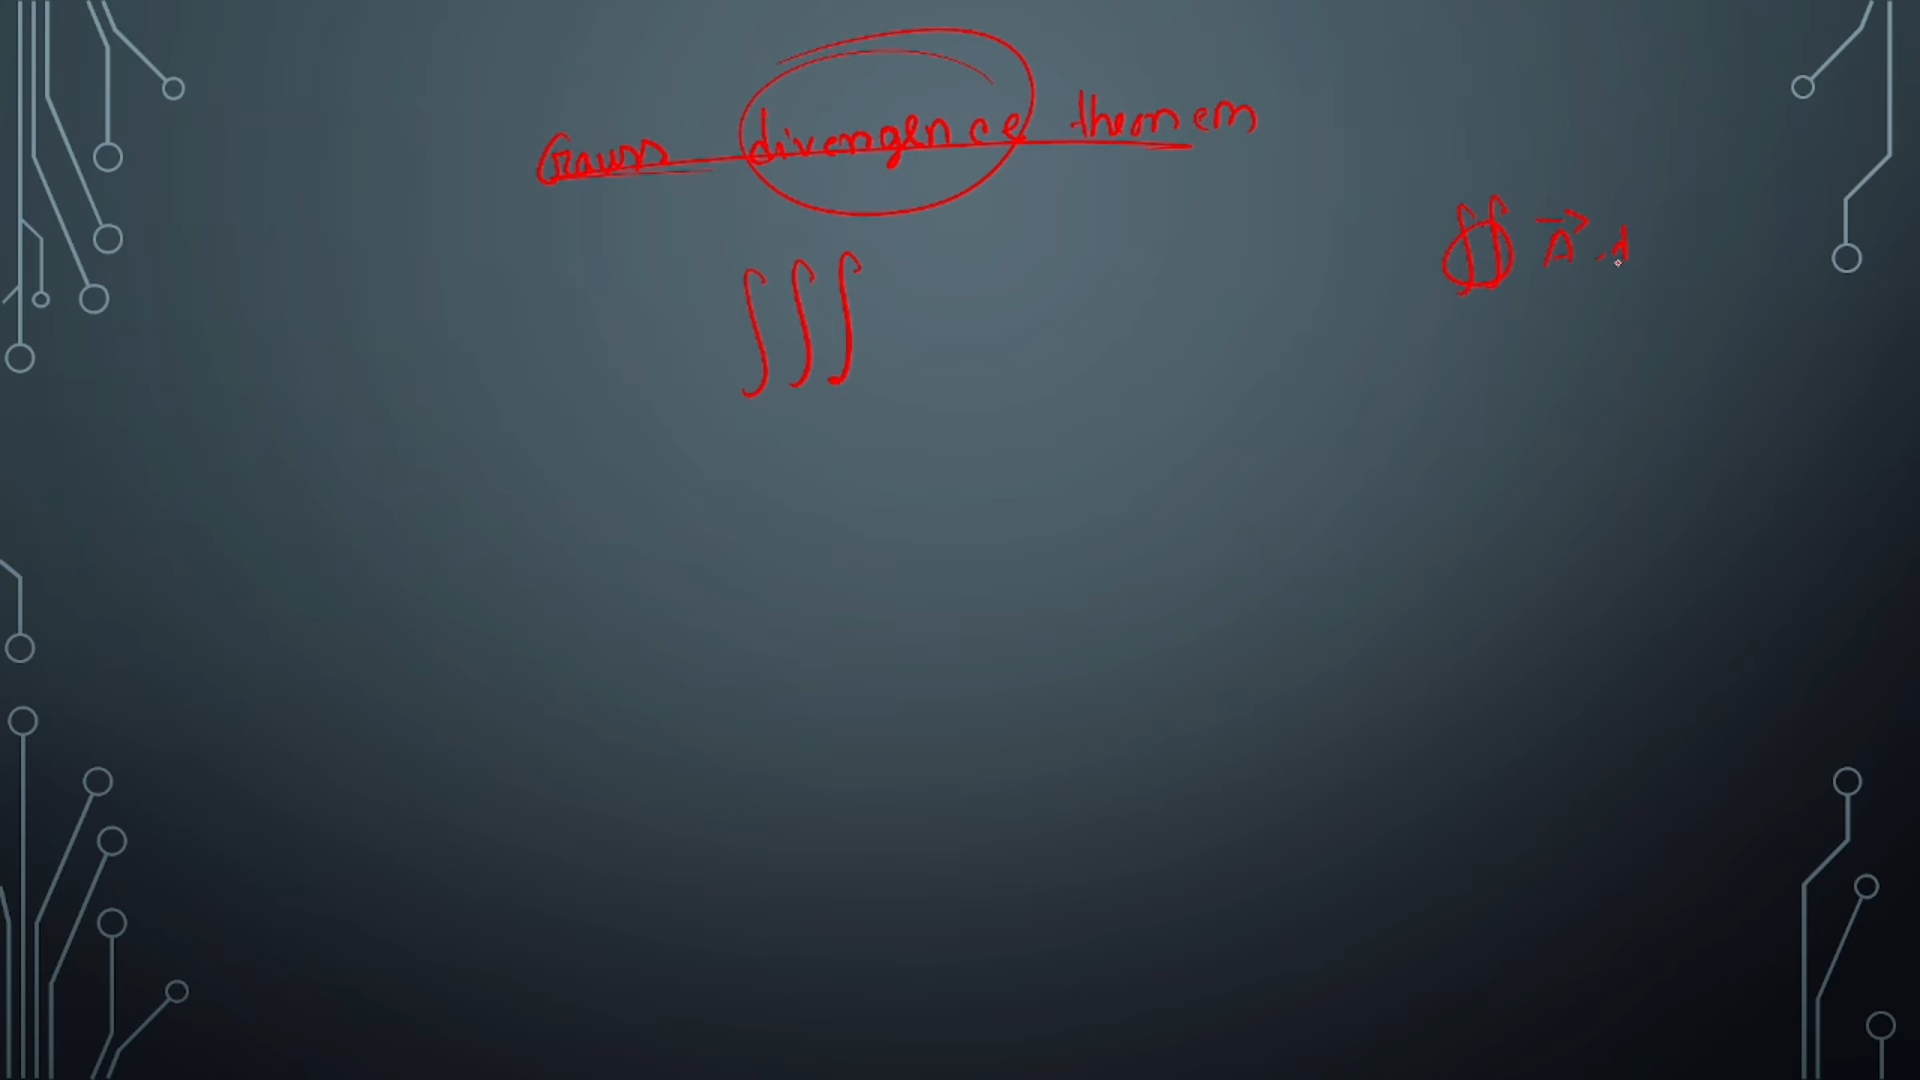 Gauss divergence theorem
∯ A⃗ . d
∭